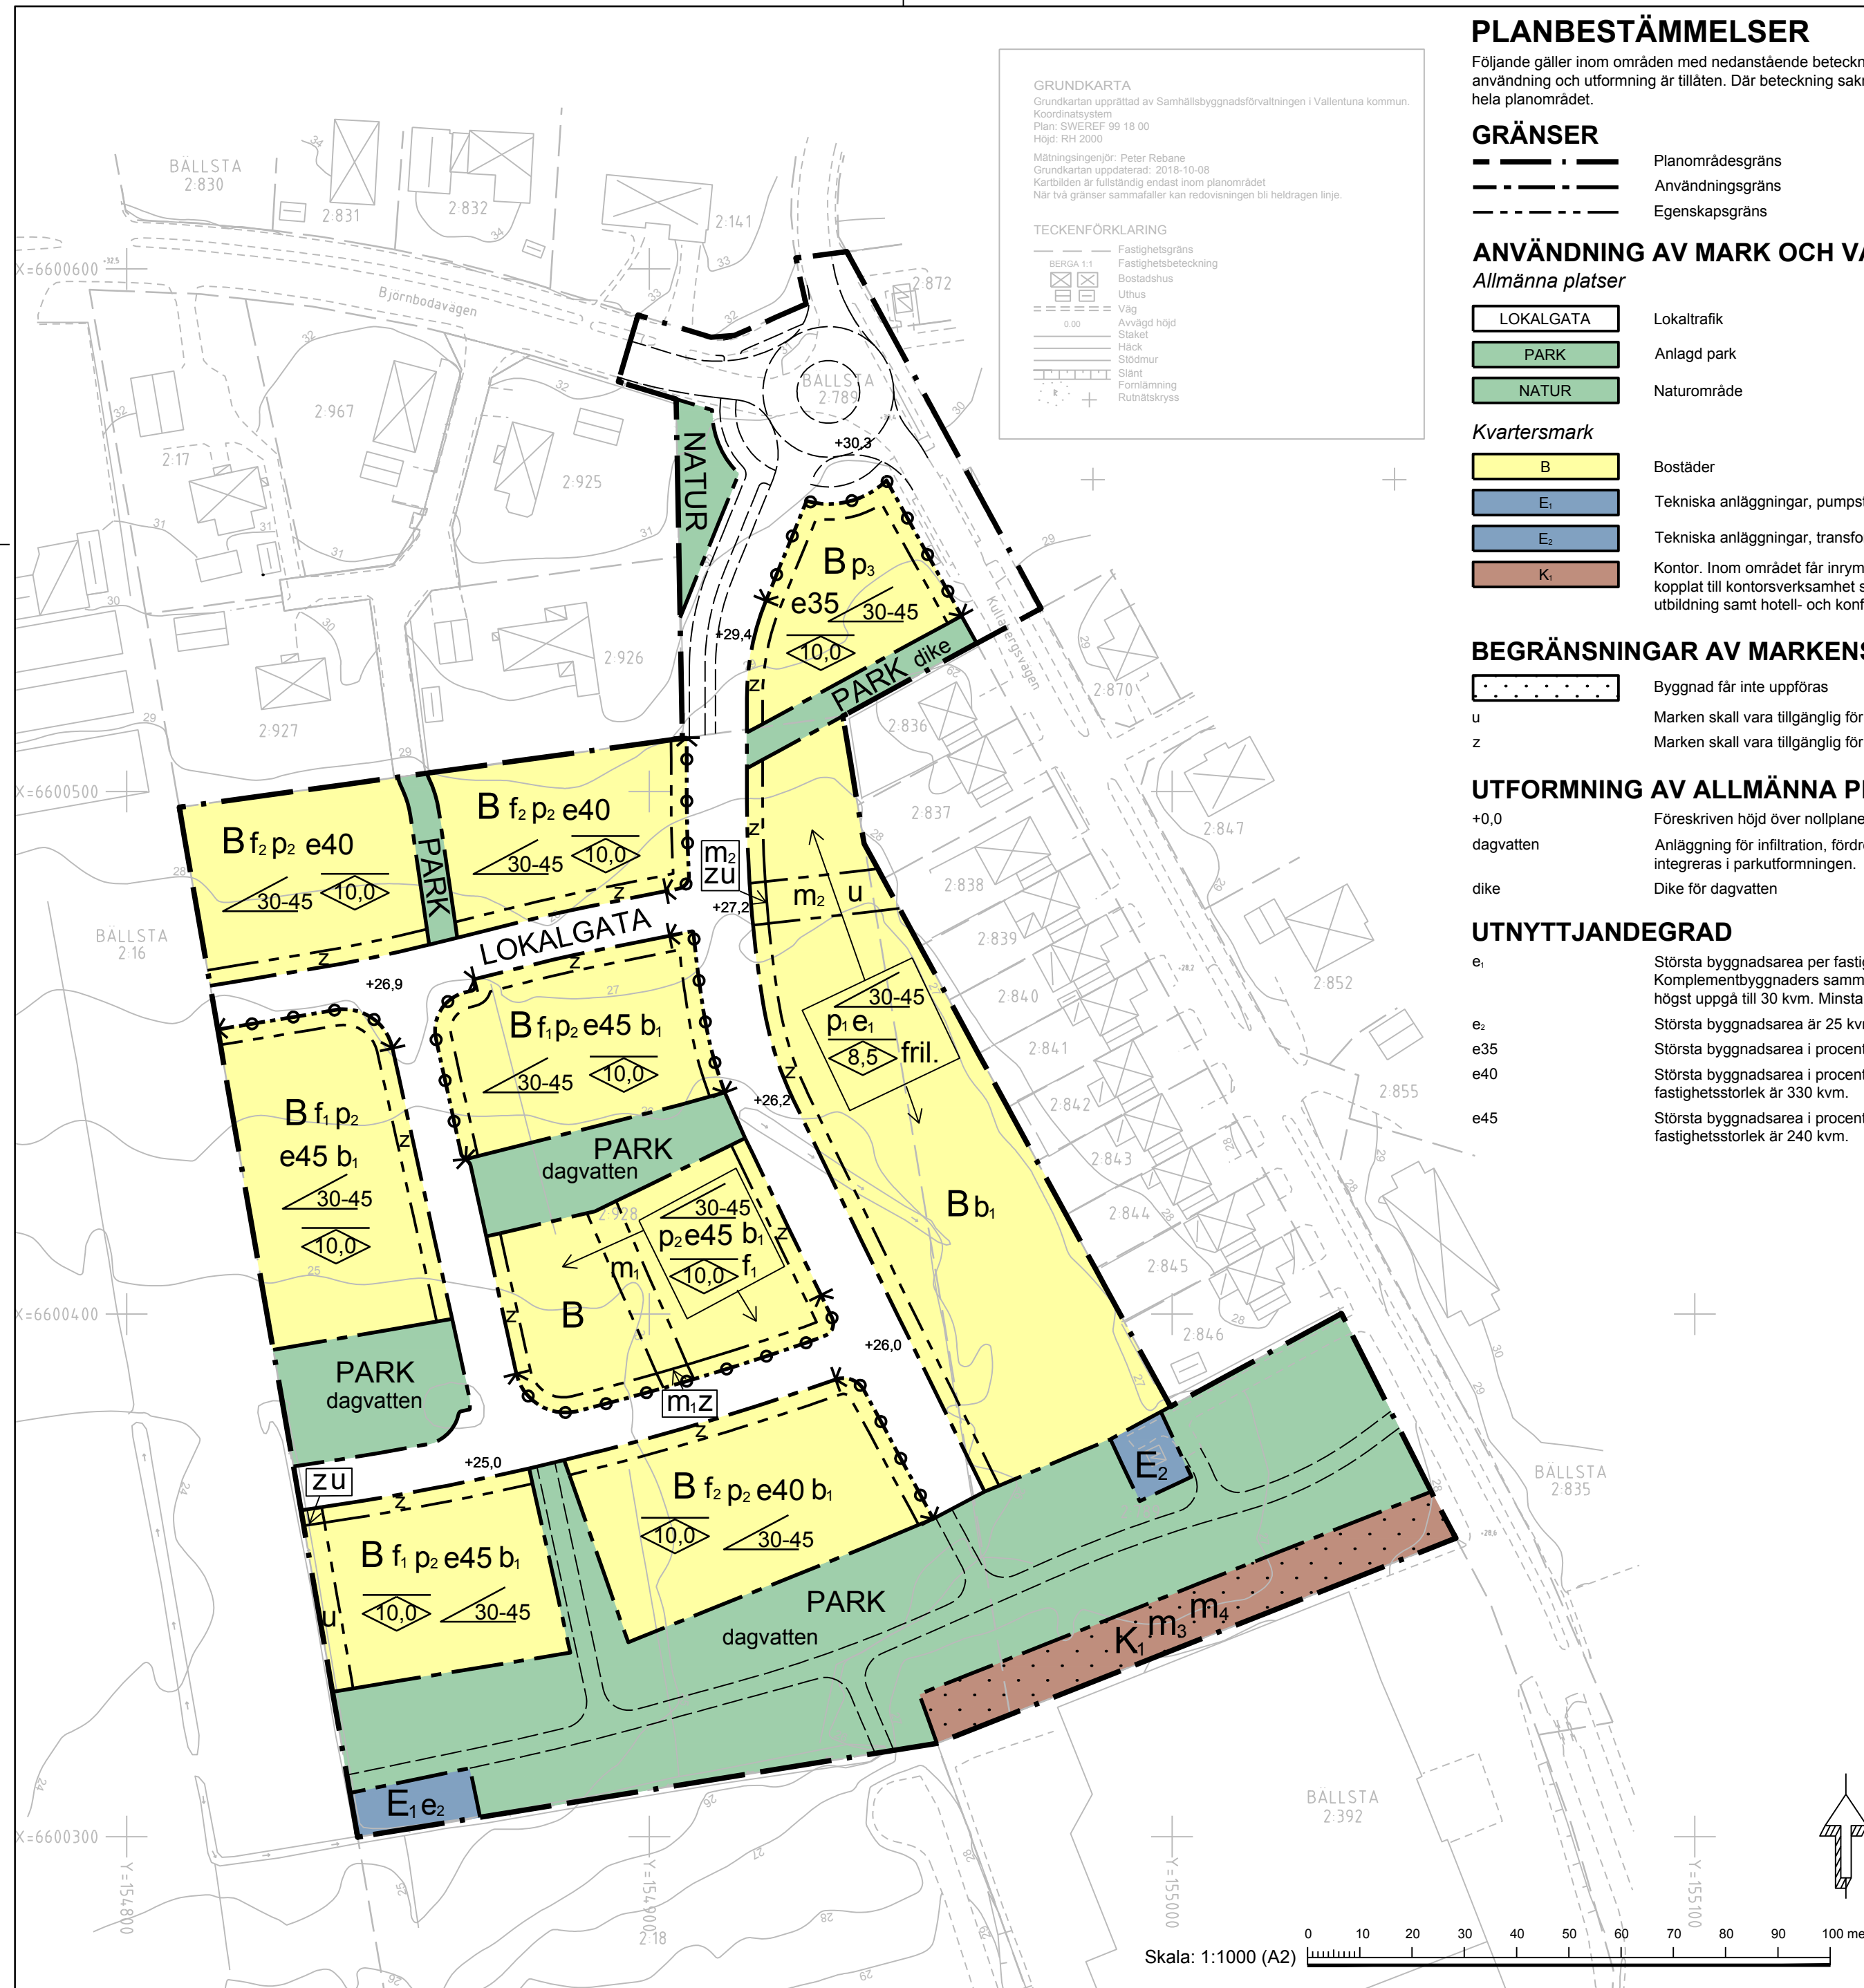 PLANBESTÄMMELSER
Följande gäller inom områden med nedanstående
användning och utformning är tillåten. Där beteckning
hela planområdet.
GRÄNSER
Planområdesgräns
Användningsgräns
Egenskapsgräns
ANVÄNDNING AV MARK OCH
Allmänna platser
LOKALGATA Lokaltrafik
PARK Anlagd park
NATUR Naturområde
Kvartersmark
B Bostäder
E1 Tekniska anläggningar,
E2 Tekniska anläggningar,
K1 Kontor. Inom området får
kopplat till kontorsverksamhet
utbildning samt hotell- och
BEGRÄNSNINGAR AV
Byggnad får inte uppföras
u Marken skall vara tillgänglig för
z Marken skall vara tillgänglig för
UTFORMNING AV ALLMÄNNA
+0,0 Föreskriven höjd över
dagvatten Anläggning för infiltration,
integreras i parkutformningen.
dike Dike för dagvatten
UTNYTTJANDEGRAD
e1 Största byggnadsarea per
Komplementbyggnaders
högst uppgå till 30 kvm. Minsta
e2 Största byggnadsarea är 25
e35 Största byggnadsarea i
e40 Största byggnadsarea i
fastighetsstorlek är 330 kvm.
e45 Största byggnadsarea i
fastighetsstorlek är 240 kvm.
GRUNDKARTA
Grundkartan upprättad av Samhällsbyggnadsförvaltningen i Vallentuna kommun.
Koordinatsystem
Plan: SWEREF 99 18 00
Höjd: RH 2000
Mätningsingenjör: Peter Rebane
Grundkartan uppdaterad: 2018-10-08
Kartbilden är fullständig endast inom planområdet
När två gränser sammafaller kan redovisningen bli heldragen linje.
TECKENFÖRKLARING
Fastighetsgräns
BERGA 1:1 Fastighetsbeteckning
Bostadshus
Uthus
Väg
0.00 Avvägd höjd
Staket
Häck
Stödmur
Slänt
Fornlämning
Rutnätskryss
BÄLLSTA
2:830
2:831
2:832
2:141
2:872
X=6600600
Björnbodavägen
BÄLLSTA
2:789
2:967
2:17
2:925
2:926
2:927
NATUR
+30,3
B p3
e35
30-45
10,0
+29,4
z
PARK dike
Kullabergsvägen
2:870
2:836
2:837
2:847
2:838
2:839
2:840
2:852
2:841
2:842
2:855
2:843
2:844
2:845
2:846
X=6600500
B f2 p2 e40
30-45
10,0
PARK
B f2 p2 e40
30-45
10,0
z
m2
zu
z
m2 u
+27,2
LOKALGATA
BÄLLSTA
2:16
z
+26,9
z
B f1 p2 e45 b1
30-45
10,0
30-45
p1 e1
8,5 fril.
z
+26,2
B f1 p2
e45 b1
30-45
10,0
z
PARK
dagvatten
2:928
30-45
p2 e45 b1
10,0 f1
z
m1
B
z
B b1
X=6600400
+26,0
PARK
dagvatten
m1z
z
+25,0
zu
z
B f2 p2 e40 b1
10,0
30-45
E2
BÄLLSTA
2:835
B f1 p2 e45 b1
10,0
30-45
u
PARK
dagvatten
K1 m3 m4
E1 e2
X=6600300
BÄLLSTA
2:392
Y=154800
Y=154900
Y=155000
Y=155100
2:18
Skala: 1:1000 (A2)
0 10 20 30 40 50 60 70 80 90 100